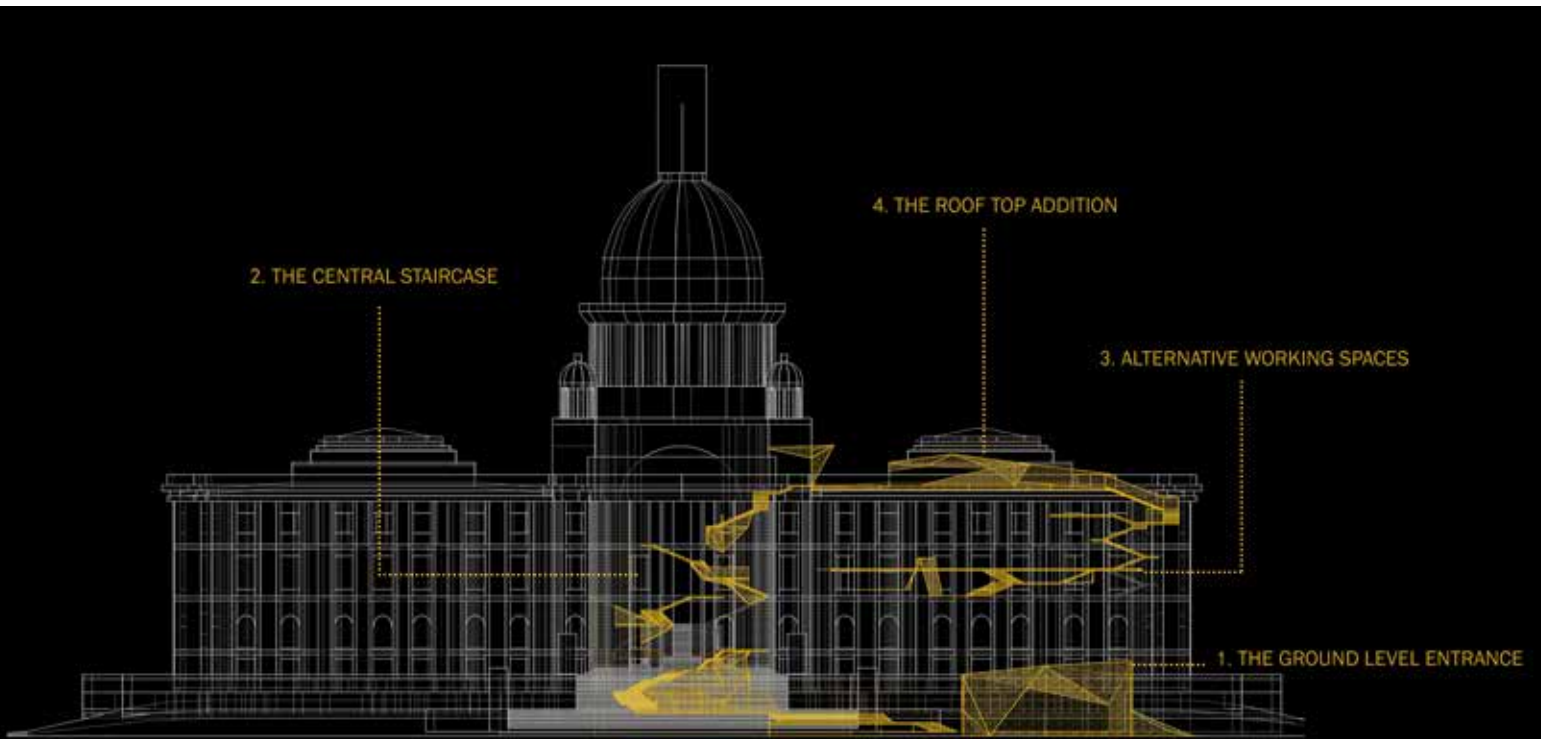 4. THE ROOF TOP ADDITION
2. THE CENTRAL STAIRCASE
3. ALTERNATIVE WORKING SPACES
1. THE GROUND LEVEL ENTRANCE